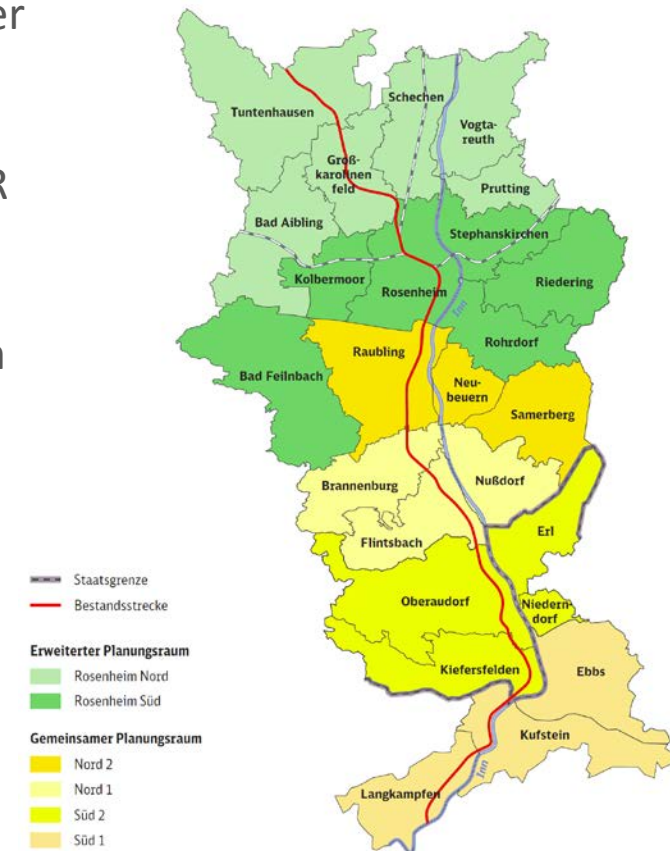 er
R
n
Tuntenhausen
Schechen
Vogta-
reuth
Groß-
karolinen
feld
Prutting
Bad Aibling
Stephanskirchen
Kolbermoor
Rosenheim
Riedering
Inn
Rohrdorf
Raubling
Bad Feilnbach
Neu-
beuern
Samerberg
Brannenburg
Nußdorf
Flintsbach
Erl
Oberaudorf
Niedern-
dorf
Kiefersfelden
Ebbs
Kufstein
Inn
Langkampfen
Staatsgrenze
Bestandsstrecke
Erweiterter Planungsraum
Rosenheim Nord
Rosenheim Süd
Gemeinsamer Planungsraum
Nord 2
Nord 1
Süd 2
Süd 1